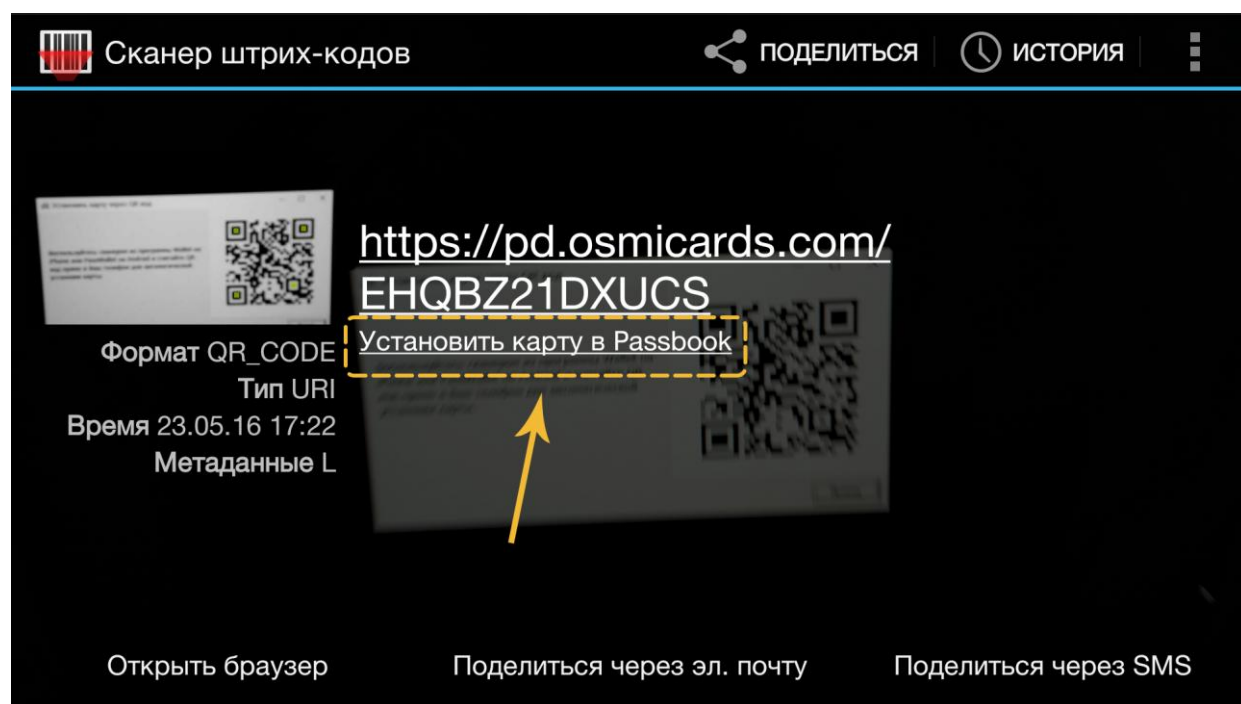 Сканер штрих-кодов
ПОДЕЛИТЬСЯ
ИСТОРИЯ
https://pd.osmicards.com/
EHQBZ21DXUCS
Установить карту в Passbook
Формат QR_CODE
Тип URI
Время 23.05.16 17:22
Метаданные L
Открыть браузер
Поделиться через эл. почту
Поделиться через SMS